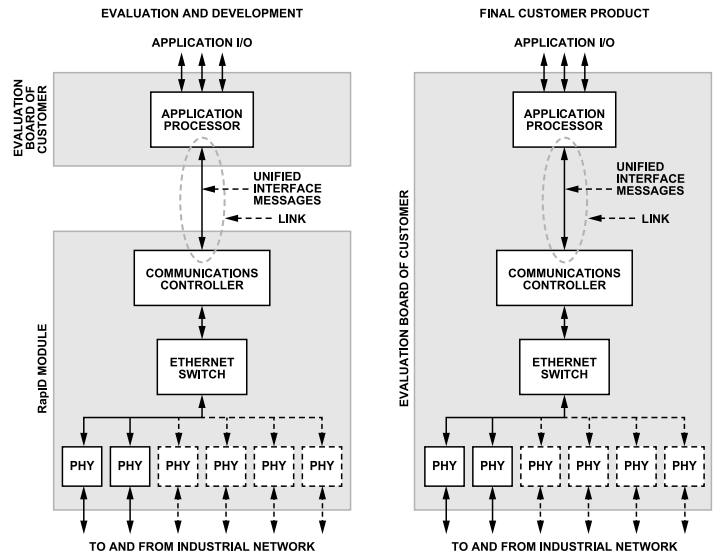 EVALUATION AND DEVELOPMENT
APPLICATION I/O
EVALUATION
BOARD OF
CUSTOMER
APPLICATION
PROCESSOR
UNIFIED
INTERFACE
MESSAGES
LINK
RapID MODULE
COMMUNICATIONS
CONTROLLER
ETHERNET
SWITCH
PHY
PHY
PHY
PHY
PHY
PHY
TO AND FROM INDUSTRIAL NETWORK
FINAL CUSTOMER PRODUCT
APPLICATION I/O
EVALUATION BOARD OF CUSTOMER
APPLICATION
PROCESSOR
UNIFIED
INTERFACE
MESSAGES
LINK
COMMUNICATIONS
CONTROLLER
ETHERNET
SWITCH
PHY
PHY
PHY
PHY
PHY
PHY
TO AND FROM INDUSTRIAL NETWORK